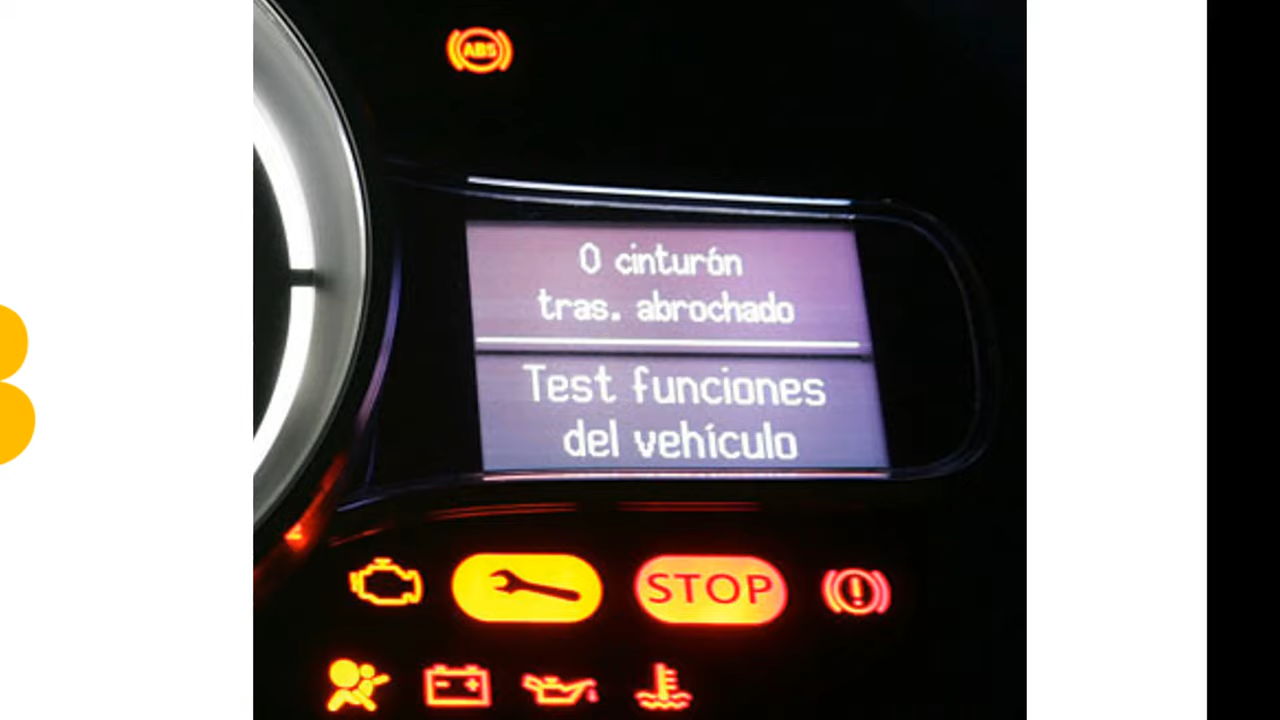 ABS
0 cinturón
tras. abrochado
Test funciones
del vehículo
STOP